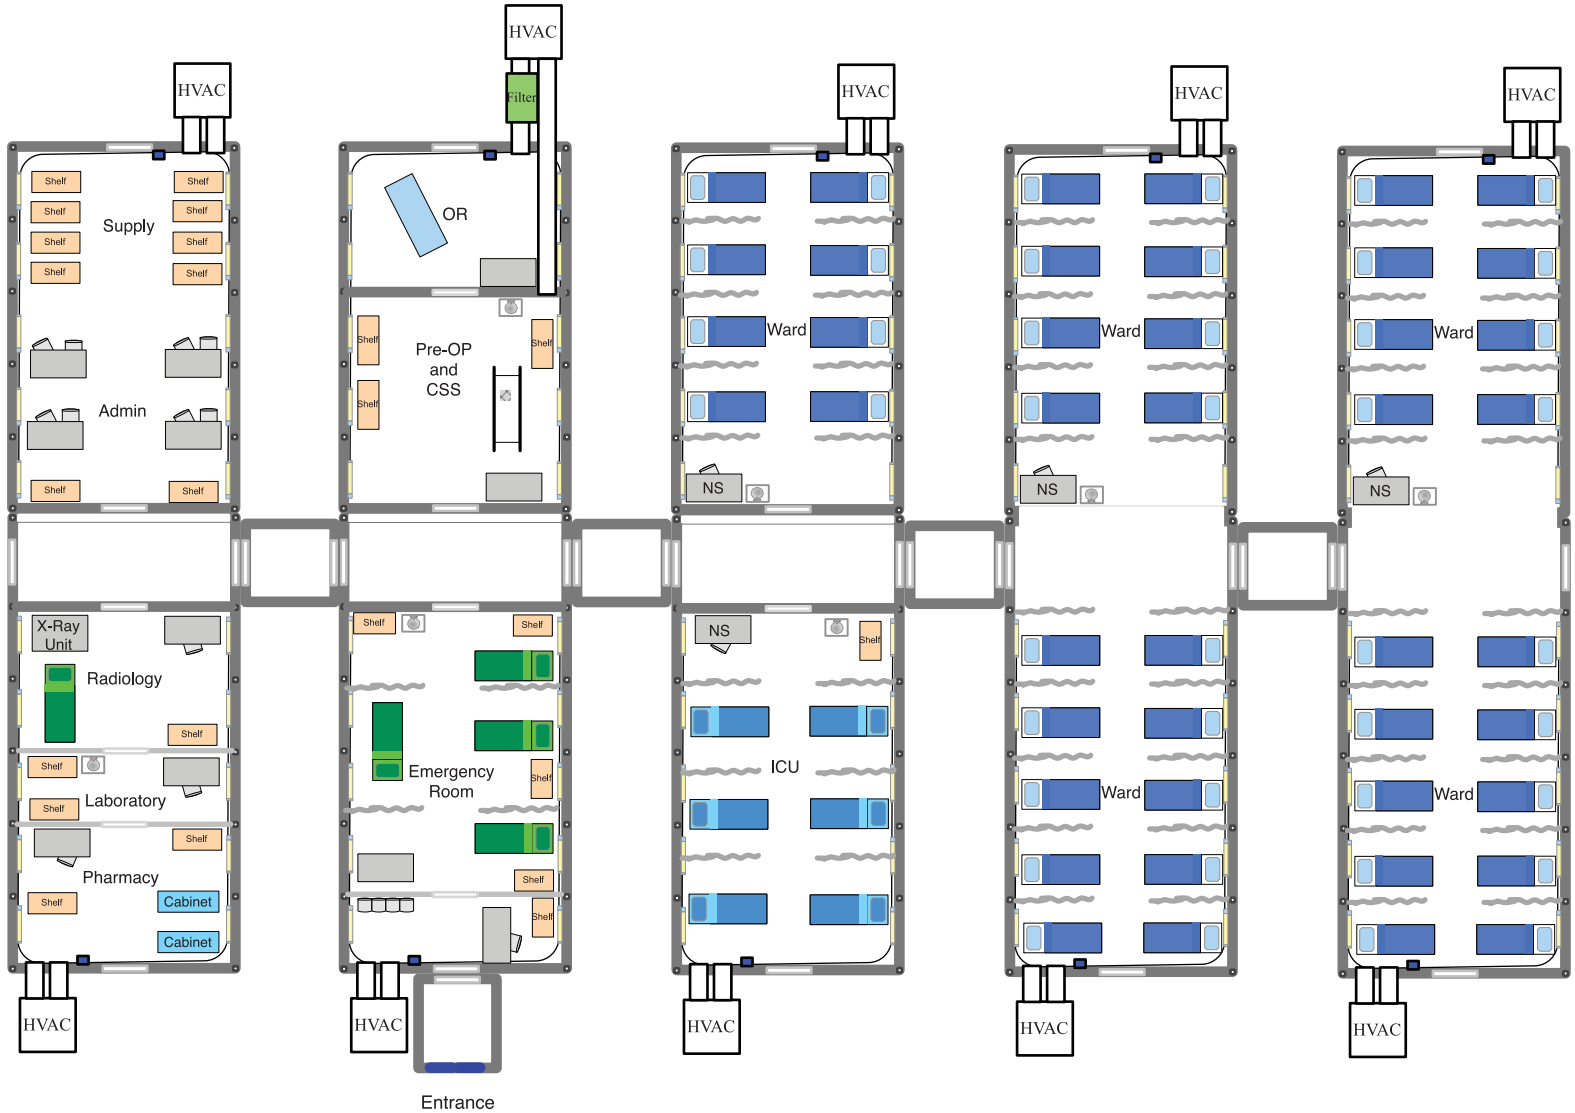 HVAC
HVAC
Filter
HVAC
HVAC
HVAC
Shelf
Shelf
Shelf
Shelf
Supply
Shelf
Shelf
Shelf
Shelf
Admin
Shelf
Shelf
OR
Shelf
Shelf
Pre-OP
and
CSS
Shelf
Ward
NS
Ward
NS
Ward
NS
X-Ray
Unit
Radiology
Shelf
Shelf
Laboratory
Shelf
Shelf
Pharmacy
Shelf
Cabinet
Cabinet
HVAC
Shelf
Shelf
Emergency
Room
Shelf
Shelf
Shelf
HVAC
Entrance
NS
Shelf
ICU
HVAC
Ward
HVAC
Ward
HVAC